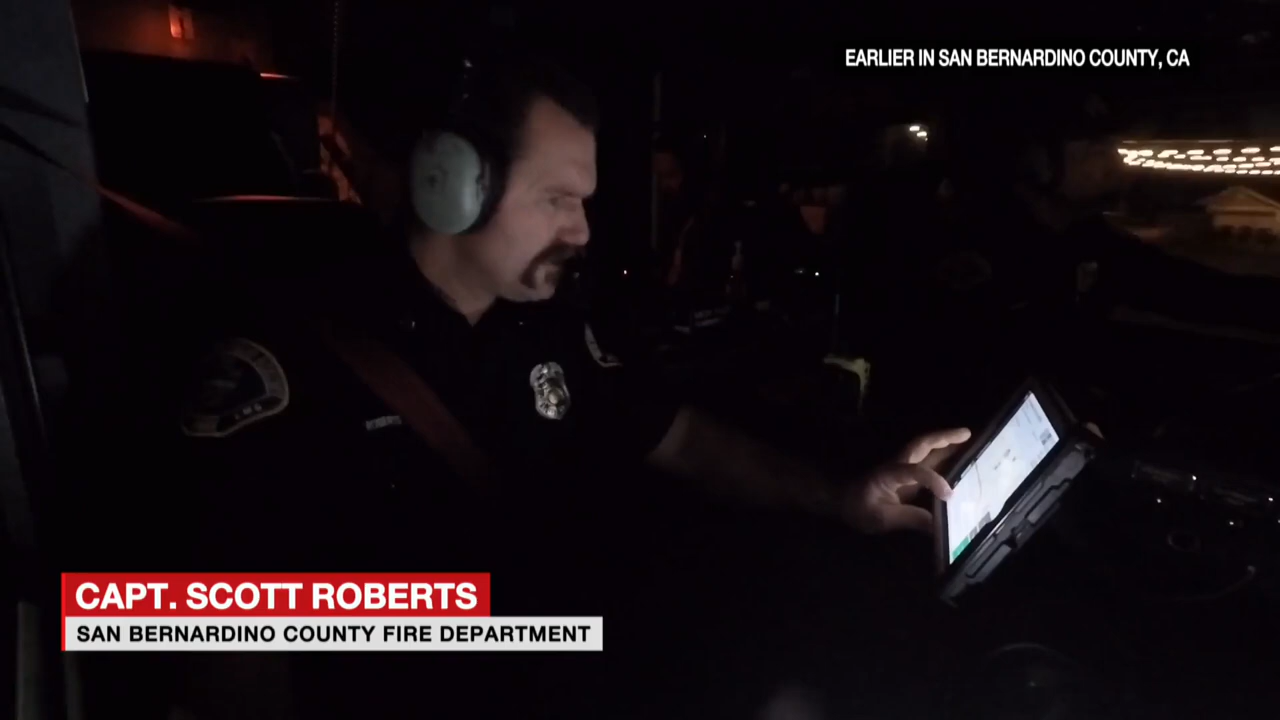 EARLIER IN SAN BERNARDINO COUNTY, CA
CAPT. SCOTT ROBERTS
SAN BERNARDINO COUNTY FIRE DEPARTMENT